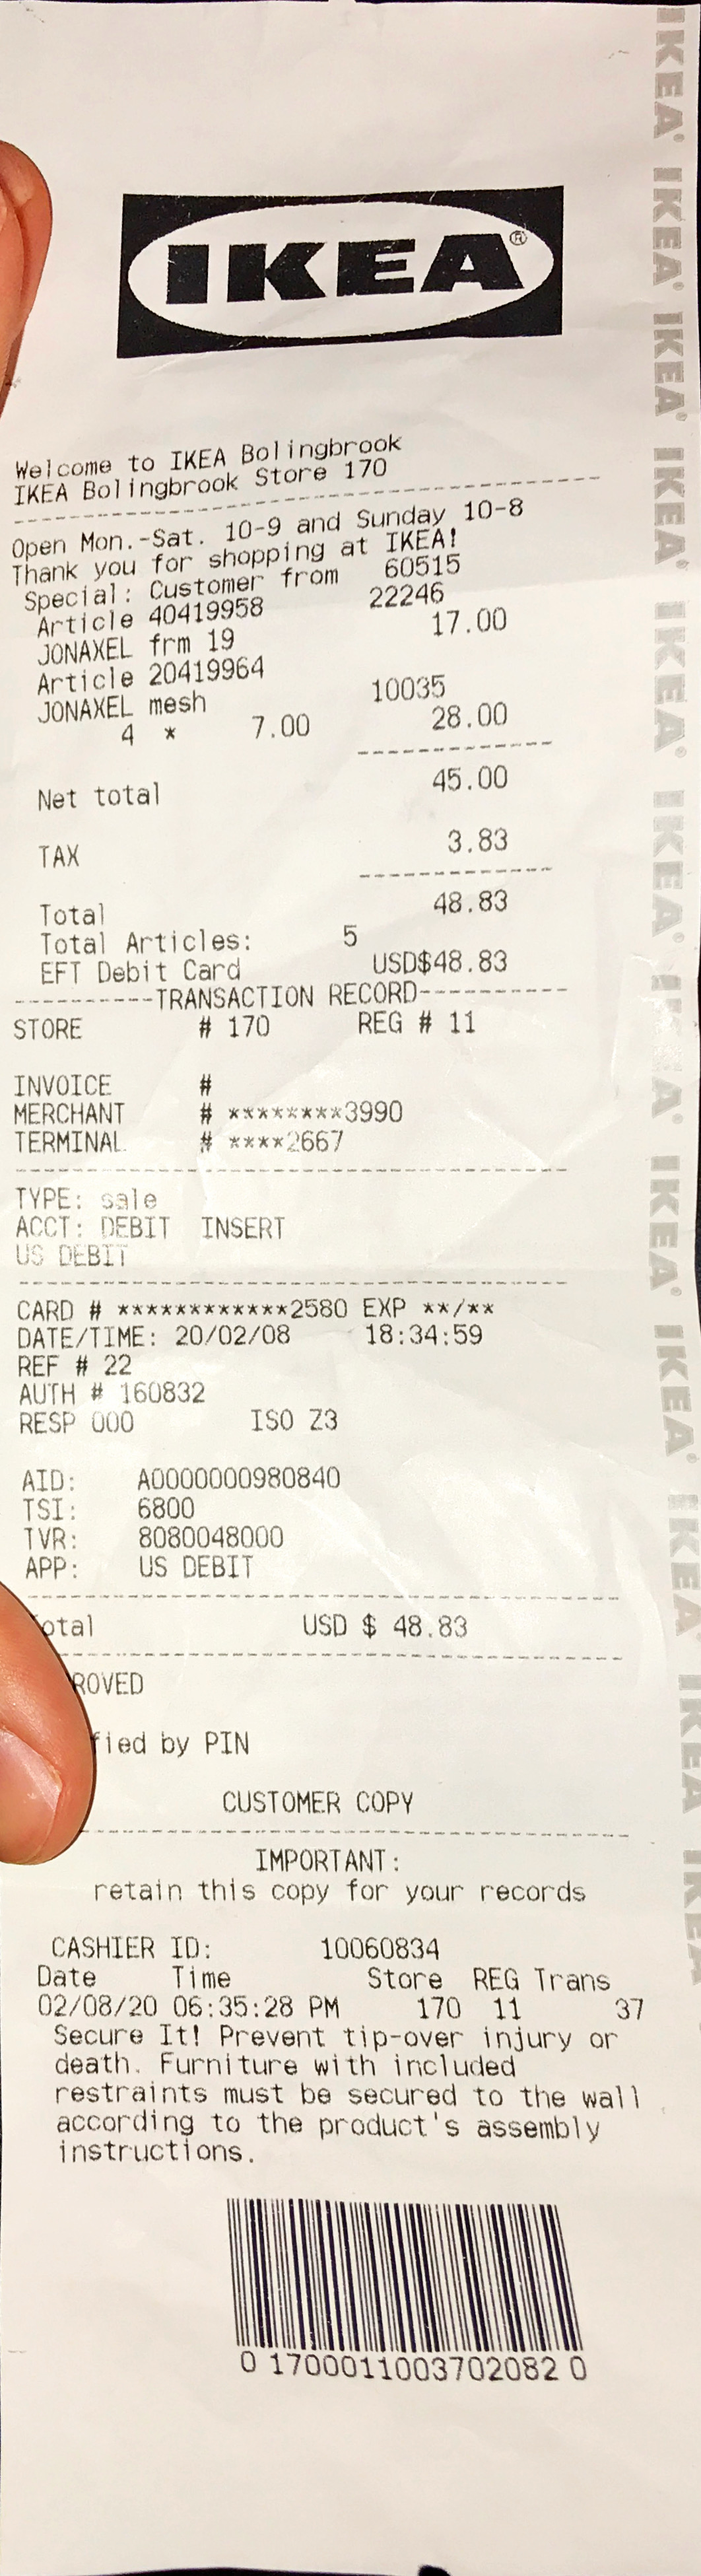 IKEA®
Welcome to IKEA Bolingbrook
IKEA Bolingbrook Store 170
Open Mon.-Sat. 10-9 and Sunday 10-8
Thank you for shopping at IKEA!
Special: Customer from 60515
Article 40419958 22246
JONAXEL frm 19 17.00
Article 20419964
JONAXEL mesh 10035
4 * 7.00 28.00
Net total 45.00
TAX 3.83
Total 48.83
Total Articles: 5
EFT Debit Card USD$48.83
----------TRANSACTION RECORD----------
STORE # 170 REG # 11
INVOICE #
MERCHANT # ********3990
TERMINAL # ****2667
TYPE: sale
ACCT: DEBIT INSERT
US DEBIT
CARD # ************2580 EXP **/**
DATE/TIME: 20/02/08 18:34:59
REF # 22
AUTH # 160832
RESP 000 ISO Z3
AID: A0000000980840
TSI: 6800
TVR: 8080048000
APP: US DEBIT
otal USD $ 48.83
ROVED
fied by PIN
CUSTOMER COPY
IMPORTANT:
retain this copy for your records
CASHIER ID: 10060834
Date Time Store REG Trans
02/08/20 06:35:28 PM 170 11 37
Secure It! Prevent tip-over injury or
death. Furniture with included
restraints must be secured to the wall
according to the product's assembly
instructions.
0 1700011003702082 0
IKEA® IKEA® IKEA® IKEA® IKEA® IKEA® IKEA® IKEA® IKEA® IKEA® IKEA IKEA